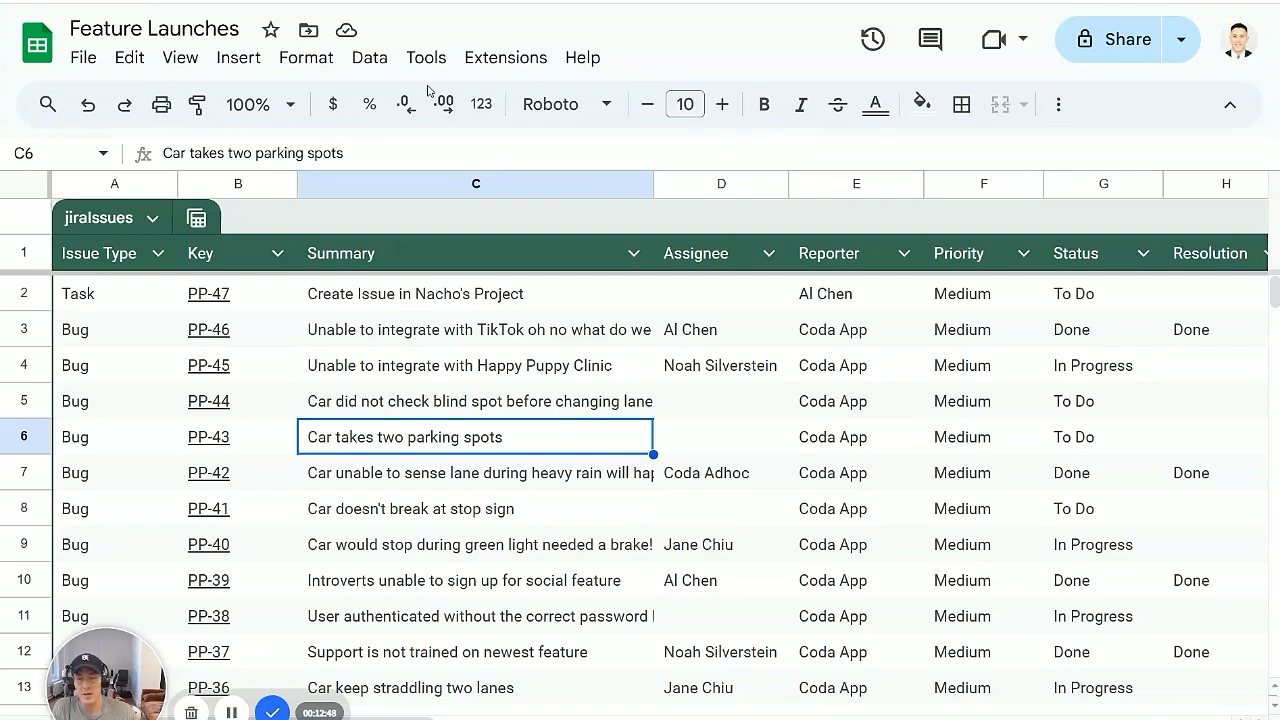 Feature Launches
File Edit View Insert Format Data Tools Extensions Help
Share
100% $ % .0 .00 123 Roboto 10 B I S A
C6 fx Car takes two parking spots
A B C D E F G H
jiraIssues
1 Issue Type Key Summary Assignee Reporter Priority Status Resolution
2 Task PP-47 Create Issue in Nacho's Project Al Chen Medium To Do
3 Bug PP-46 Unable to integrate with TikTok oh no what do we Al Chen Coda App Medium Done Done
4 Bug PP-45 Unable to integrate with Happy Puppy Clinic Noah Silverstein Coda App Medium In Progress
5 Bug PP-44 Car did not check blind spot before changing lane Coda App Medium To Do
6 Bug PP-43 Car takes two parking spots Coda App Medium To Do
7 Bug PP-42 Car unable to sense lane during heavy rain will hap Coda Adhoc Coda App Medium Done Done
8 Bug PP-41 Car doesn't break at stop sign Coda App Medium To Do
9 Bug PP-40 Car would stop during green light needed a brake! Jane Chiu Coda App Medium In Progress
10 Bug PP-39 Introverts unable to sign up for social feature Al Chen Coda App Medium Done Done
11 Bug PP-38 User authenticated without the correct password Coda App Medium In Progress
12 PP-37 Support is not trained on newest feature Noah Silverstein Coda App Medium Done Done
13 PP-36 Car keep straddling two lanes Jane Chiu Coda App Medium In Progress
00:12:48